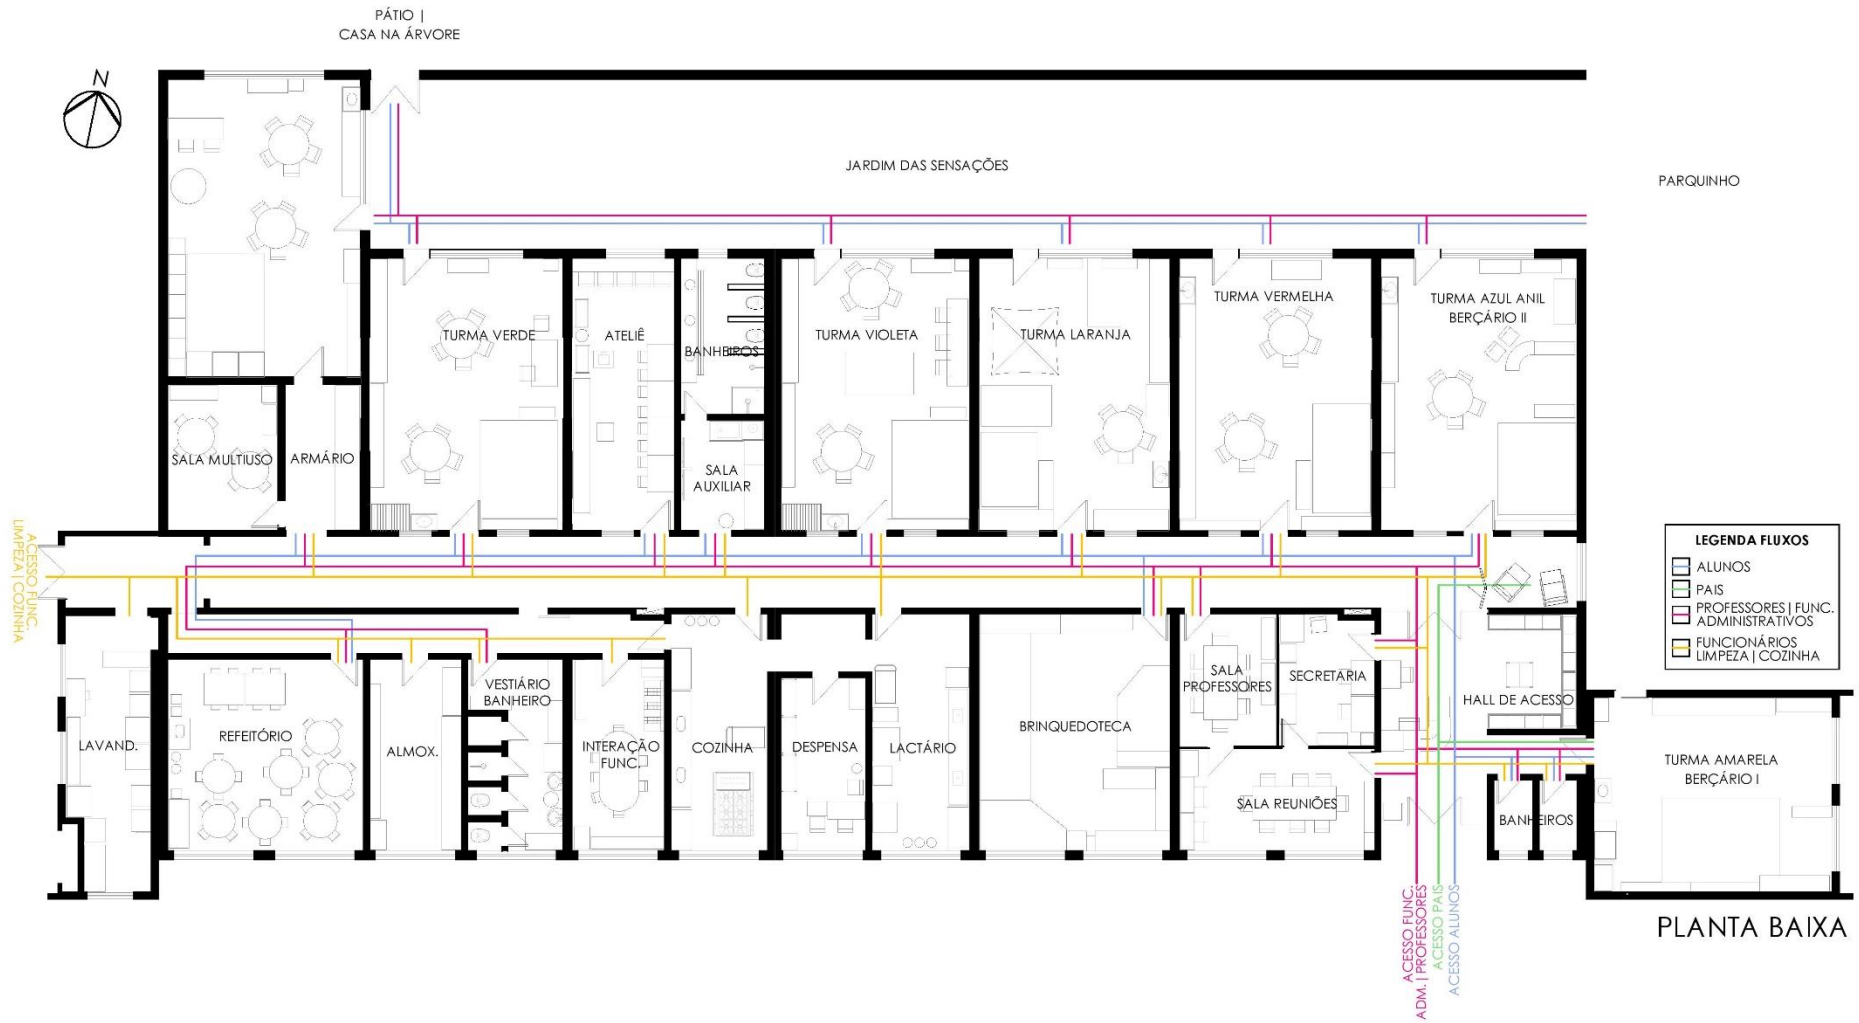 PÁTIO |
CASA NA ÁRVORE
N
JARDIM DAS SENSAÇÕES
PARQUINHO
TURMA VERDE
ATELIÊ
BANHEIROS
TURMA VIOLETA
TURMA LARANJA
TURMA VERMELHA
TURMA AZUL ANIL
BERÇÁRIO II
SALA MULTIUSO
ARMÁRIO
SALA
AUXILIAR
ACESSO FUNC.
LIMPEZA | COZINHA
LEGENDA FLUXOS
ALUNOS
PAIS
PROFESSORES | FUNC.
ADMINISTRATIVOS
FUNCIONÁRIOS
LIMPEZA | COZINHA
LAVAND.
REFEITÓRIO
ALMOX.
VESTIÁRIO
BANHEIRO
INTERAÇÃO
FUNC.
COZINHA
DESPENSA
LACTÁRIO
BRINQUEDOTECA
SALA
PROFESSORES
SECRETARIA
SALA REUNIÕES
HALL DE ACESSO
BANHEIROS
TURMA AMARELA
BERÇÁRIO I
ACESSO FUNC.
ADM. | PROFESSORES
ACESSO PAIS
ACESSO ALUNOS
PLANTA BAIXA